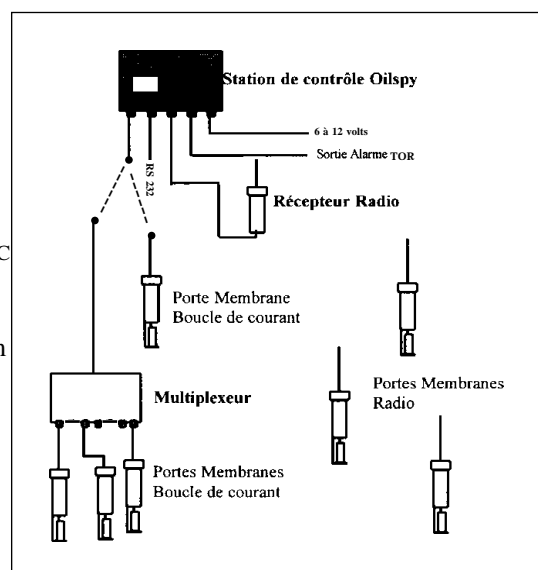 Station de contrôle Oilspy
6 à 12 volts
Sortie Alarme TOR
RS 232
Récepteur Radio
C
Porte Membrane
Boucle de courant
n
Multiplexeur
Portes Membranes
Radio
Portes Membranes
Boucle de courant